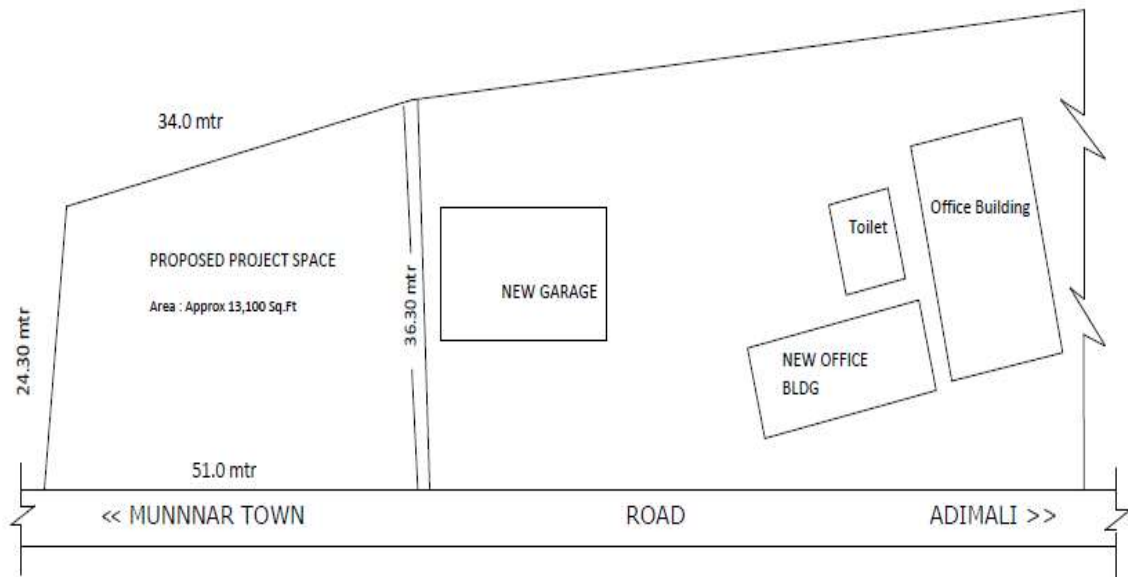 34.0 mtr
PROPOSED PROJECT SPACE
Area : Approx 13,100 Sq.Ft
24.30 mtr
36.30 mtr
51.0 mtr
NEW GARAGE
Toilet
Office Building
NEW OFFICE
BLDG
<< MUNNNAR TOWN
ROAD
ADIMALI >>